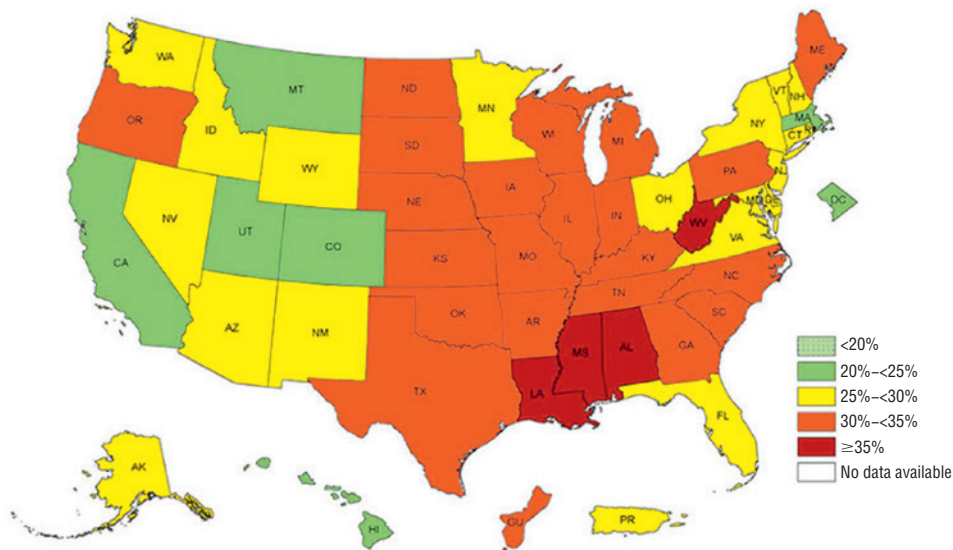 WA
MT
ND
MN
ME
OR
ID
SD
WI
MI
VT
NH
NY
MA
CT
WY
NE
IA
PA
NJ
NV
UT
CO
IL
IN
OH
WV
VA
MD
DE
DC
CA
KS
MO
KY
NC
TN
AZ
NM
OK
AR
SC
TX
LA
MS
AL
GA
FL
AK
HI
GU
PR
<20%
20%–<25%
25%–<30%
30%–<35%
≥35%
No data available